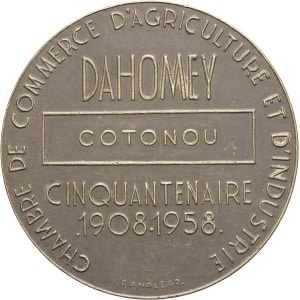 CHAMBRE DE COMMERCE D'AGRICULTURE ET D'INDUSTRIE
DAHOMEY
COTONOU
CINQUANTENAIRE
.1908.1958.